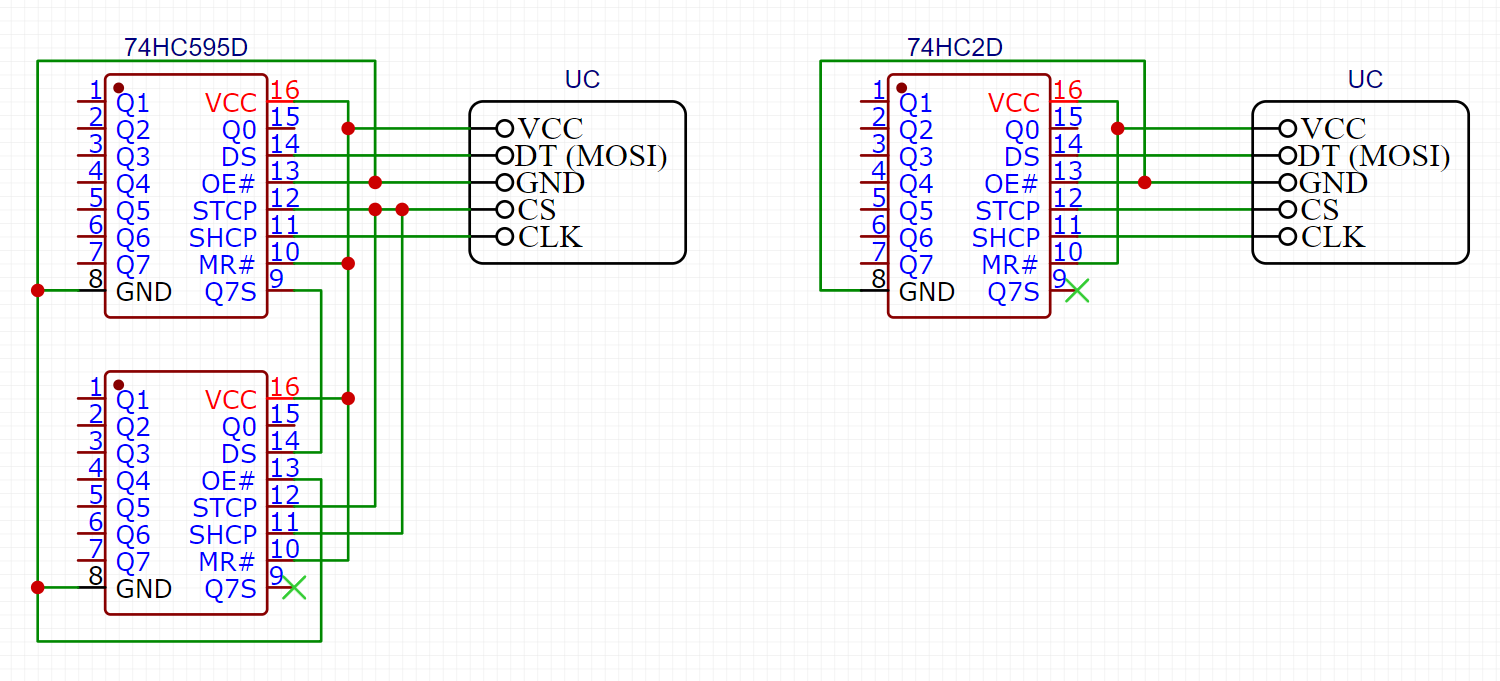 74HC595D
1 Q1 VCC 16
2 Q2 Q0 15
3 Q3 DS 14
4 Q4 OE# 13
5 Q5 STCP 12
6 Q6 SHCP 11
7 Q7 MR# 10
8 GND Q7S 9
UC
VCC
DT (MOSI)
GND
CS
CLK
1 Q1 VCC 16
2 Q2 Q0 15
3 Q3 DS 14
4 Q4 OE# 13
5 Q5 STCP 12
6 Q6 SHCP 11
7 Q7 MR# 10
8 GND Q7S 9
74HC2D
1 Q1 VCC 16
2 Q2 Q0 15
3 Q3 DS 14
4 Q4 OE# 13
5 Q5 STCP 12
6 Q6 SHCP 11
7 Q7 MR# 10
8 GND Q7S 9
UC
VCC
DT (MOSI)
GND
CS
CLK